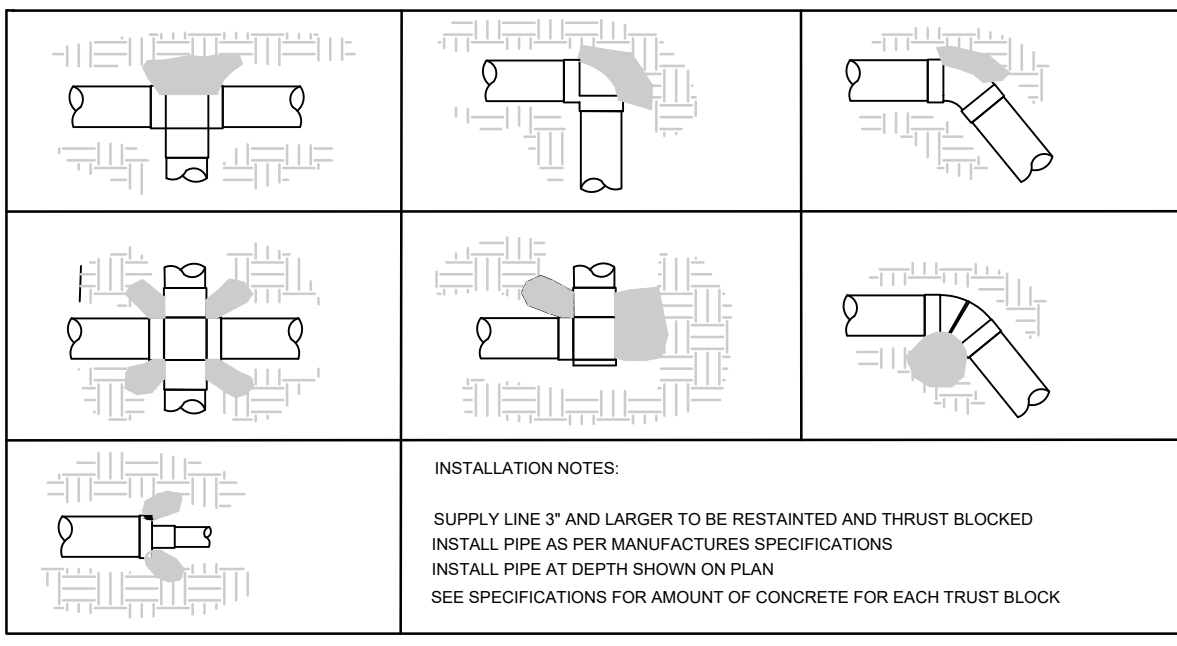 INSTALLATION NOTES:
SUPPLY LINE 3" AND LARGER TO BE RESTAINTED AND THRUST BLOCKED
INSTALL PIPE AS PER MANUFACTURES SPECIFICATIONS
INSTALL PIPE AT DEPTH SHOWN ON PLAN
SEE SPECIFICATIONS FOR AMOUNT OF CONCRETE FOR EACH TRUST BLOCK